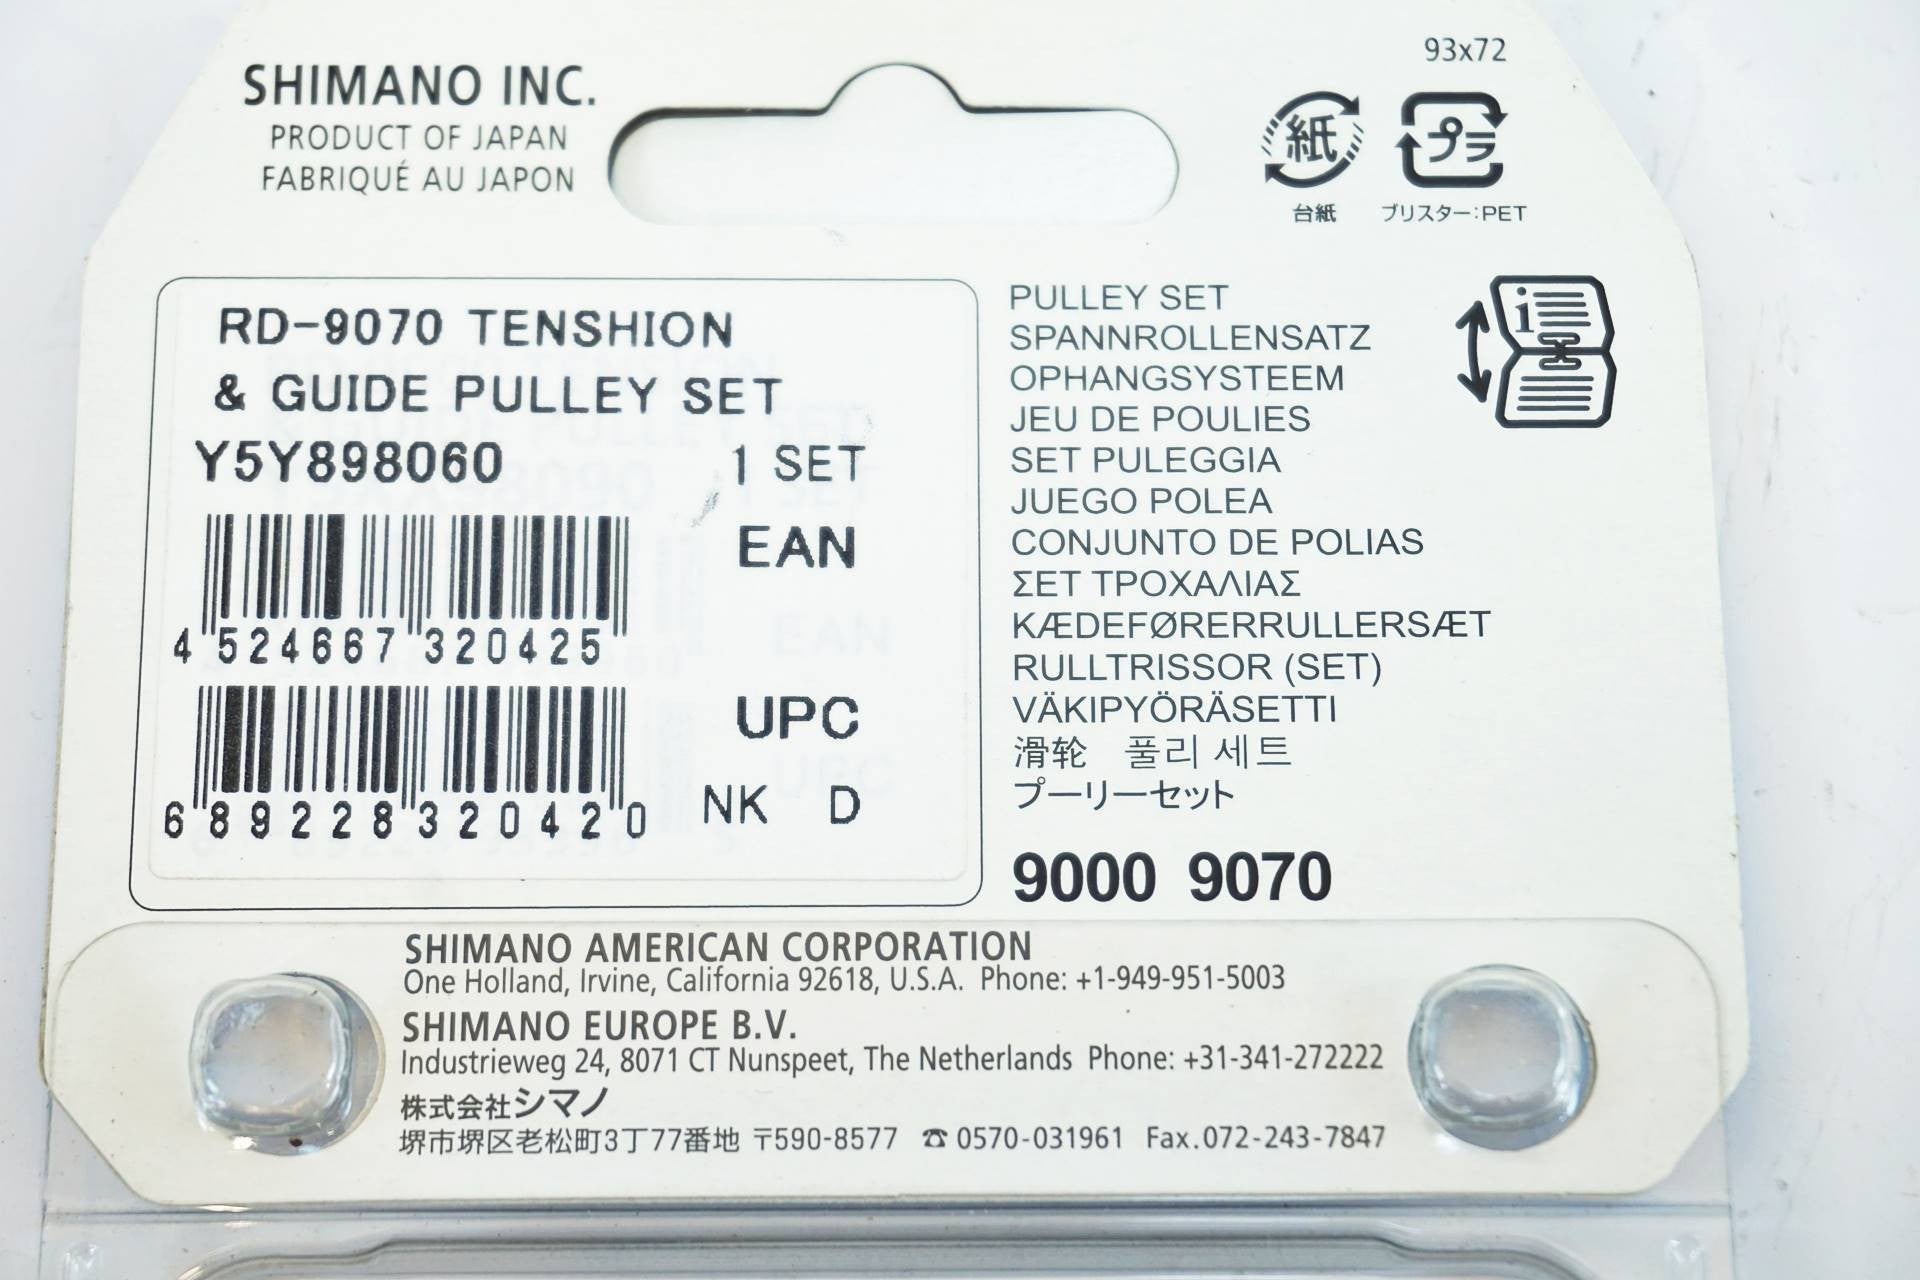 93x72
SHIMANO INC.
PRODUCT OF JAPAN
FABRIQUÉ AU JAPON
紙
プラ
台紙
ブリスター:PET
RD-9070 TENSHION
& GUIDE PULLEY SET
Y5Y898060 1 SET
EAN
4 524667 320425
UPC
6 89228 32042 0
NK D
PULLEY SET
SPANNROLLENSATZ
OPHANGSYSTEEM
JEU DE POULIES
SET PULEGGIA
JUEGO POLEA
CONJUNTO DE POLIAS
ΣΕΤ ΤΡΟΧΑΛΙΑΣ
KÆDEFØRERRULLERSÆT
RULLTRISSOR (SET)
VÄKIPYÖRÄSETTI
滑轮 풀리 세트
プーリーセット
9000 9070
i
SHIMANO AMERICAN CORPORATION
One Holland, Irvine, California 92618, U.S.A. Phone: +1-949-951-5003
SHIMANO EUROPE B.V.
Industrieweg 24, 8071 CT Nunspeet, The Netherlands Phone: +31-341-272222
株式会社シマノ
堺市堺区老松町3丁77番地 〒590-8577 ☎ 0570-031961 Fax.072-243-7847